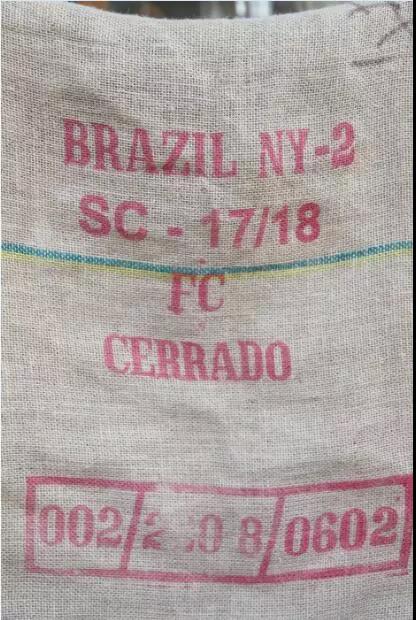 BRAZIL NY-2
SC - 17/18
FC
CERRADO
002/ /0602